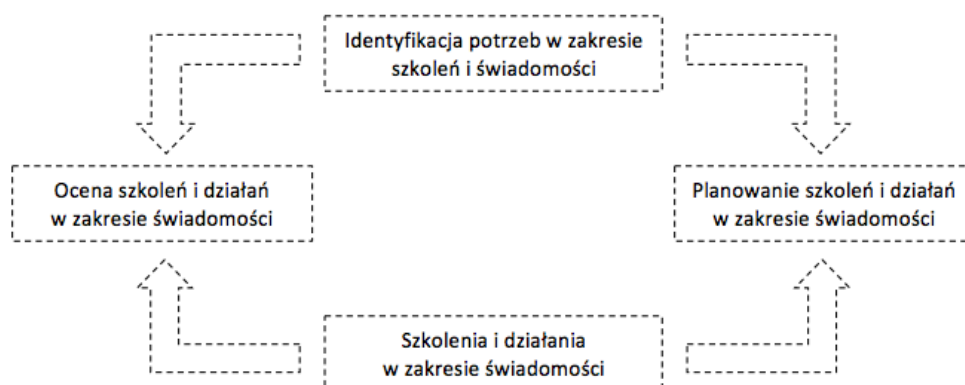 Identyfikacja potrzeb w zakresie
szkoleń i świadomości
Ocena szkoleń i działań
w zakresie świadomości
Planowanie szkoleń i działań
w zakresie świadomości
Szkolenia i działania
w zakresie świadomości